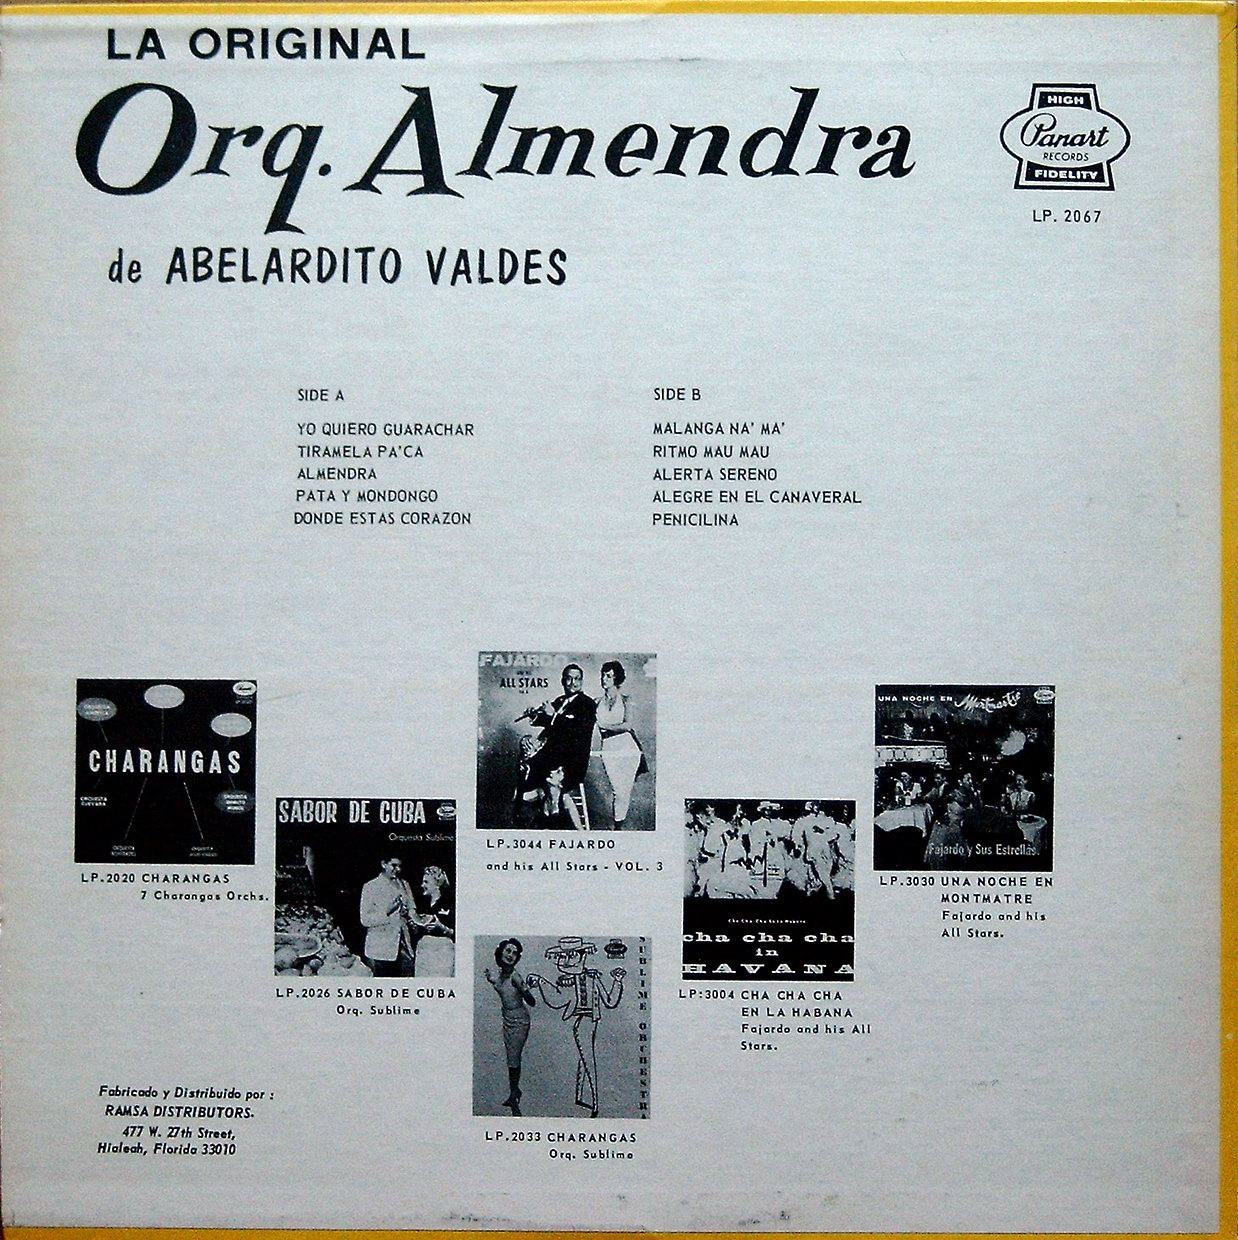 LA ORIGINAL
Orq. Almendra
de ABELARDITO VALDES
HIGH
Panart
RECORDS
FIDELITY
LP. 2067
SIDE A
YO QUIERO GUARACHAR
TIRAMELA PA'CA
ALMENDRA
PATA Y MONDONGO
DONDE ESTAS CORAZON
SIDE B
MALANGA NA' MA'
RITMO MAU MAU
ALERTA SERENO
ALEGRE EN EL CANAVERAL
PENICILINA
CHARANGAS
LP.2020 CHARANGAS
7 Charangas Orchs.
SABOR DE CUBA
Orquesta Sublime
LP.2026 SABOR DE CUBA
Orq. Sublime
FAJARDO
ALL STARS
LP.3044 FAJARDO
and his All Stars - VOL. 3
SUBLIME ORCHESTRA
LP.2033 CHARANGAS
Orq. Sublime
cha cha cha
in
HAVANA
LP:3004 CHA CHA CHA
EN LA HABANA
Fajardo and his All
Stars.
UNA NOCHE EN Montmartre
Fajardo y Sus Estrellas.
LP.3030 UNA NOCHE EN
MONTMATRE
Fajardo and his
All Stars.
Fabricado y Distribuido por :
RAMSA DISTRIBUTORS.
477 W. 27th Street,
Hialeah, Florida 33010